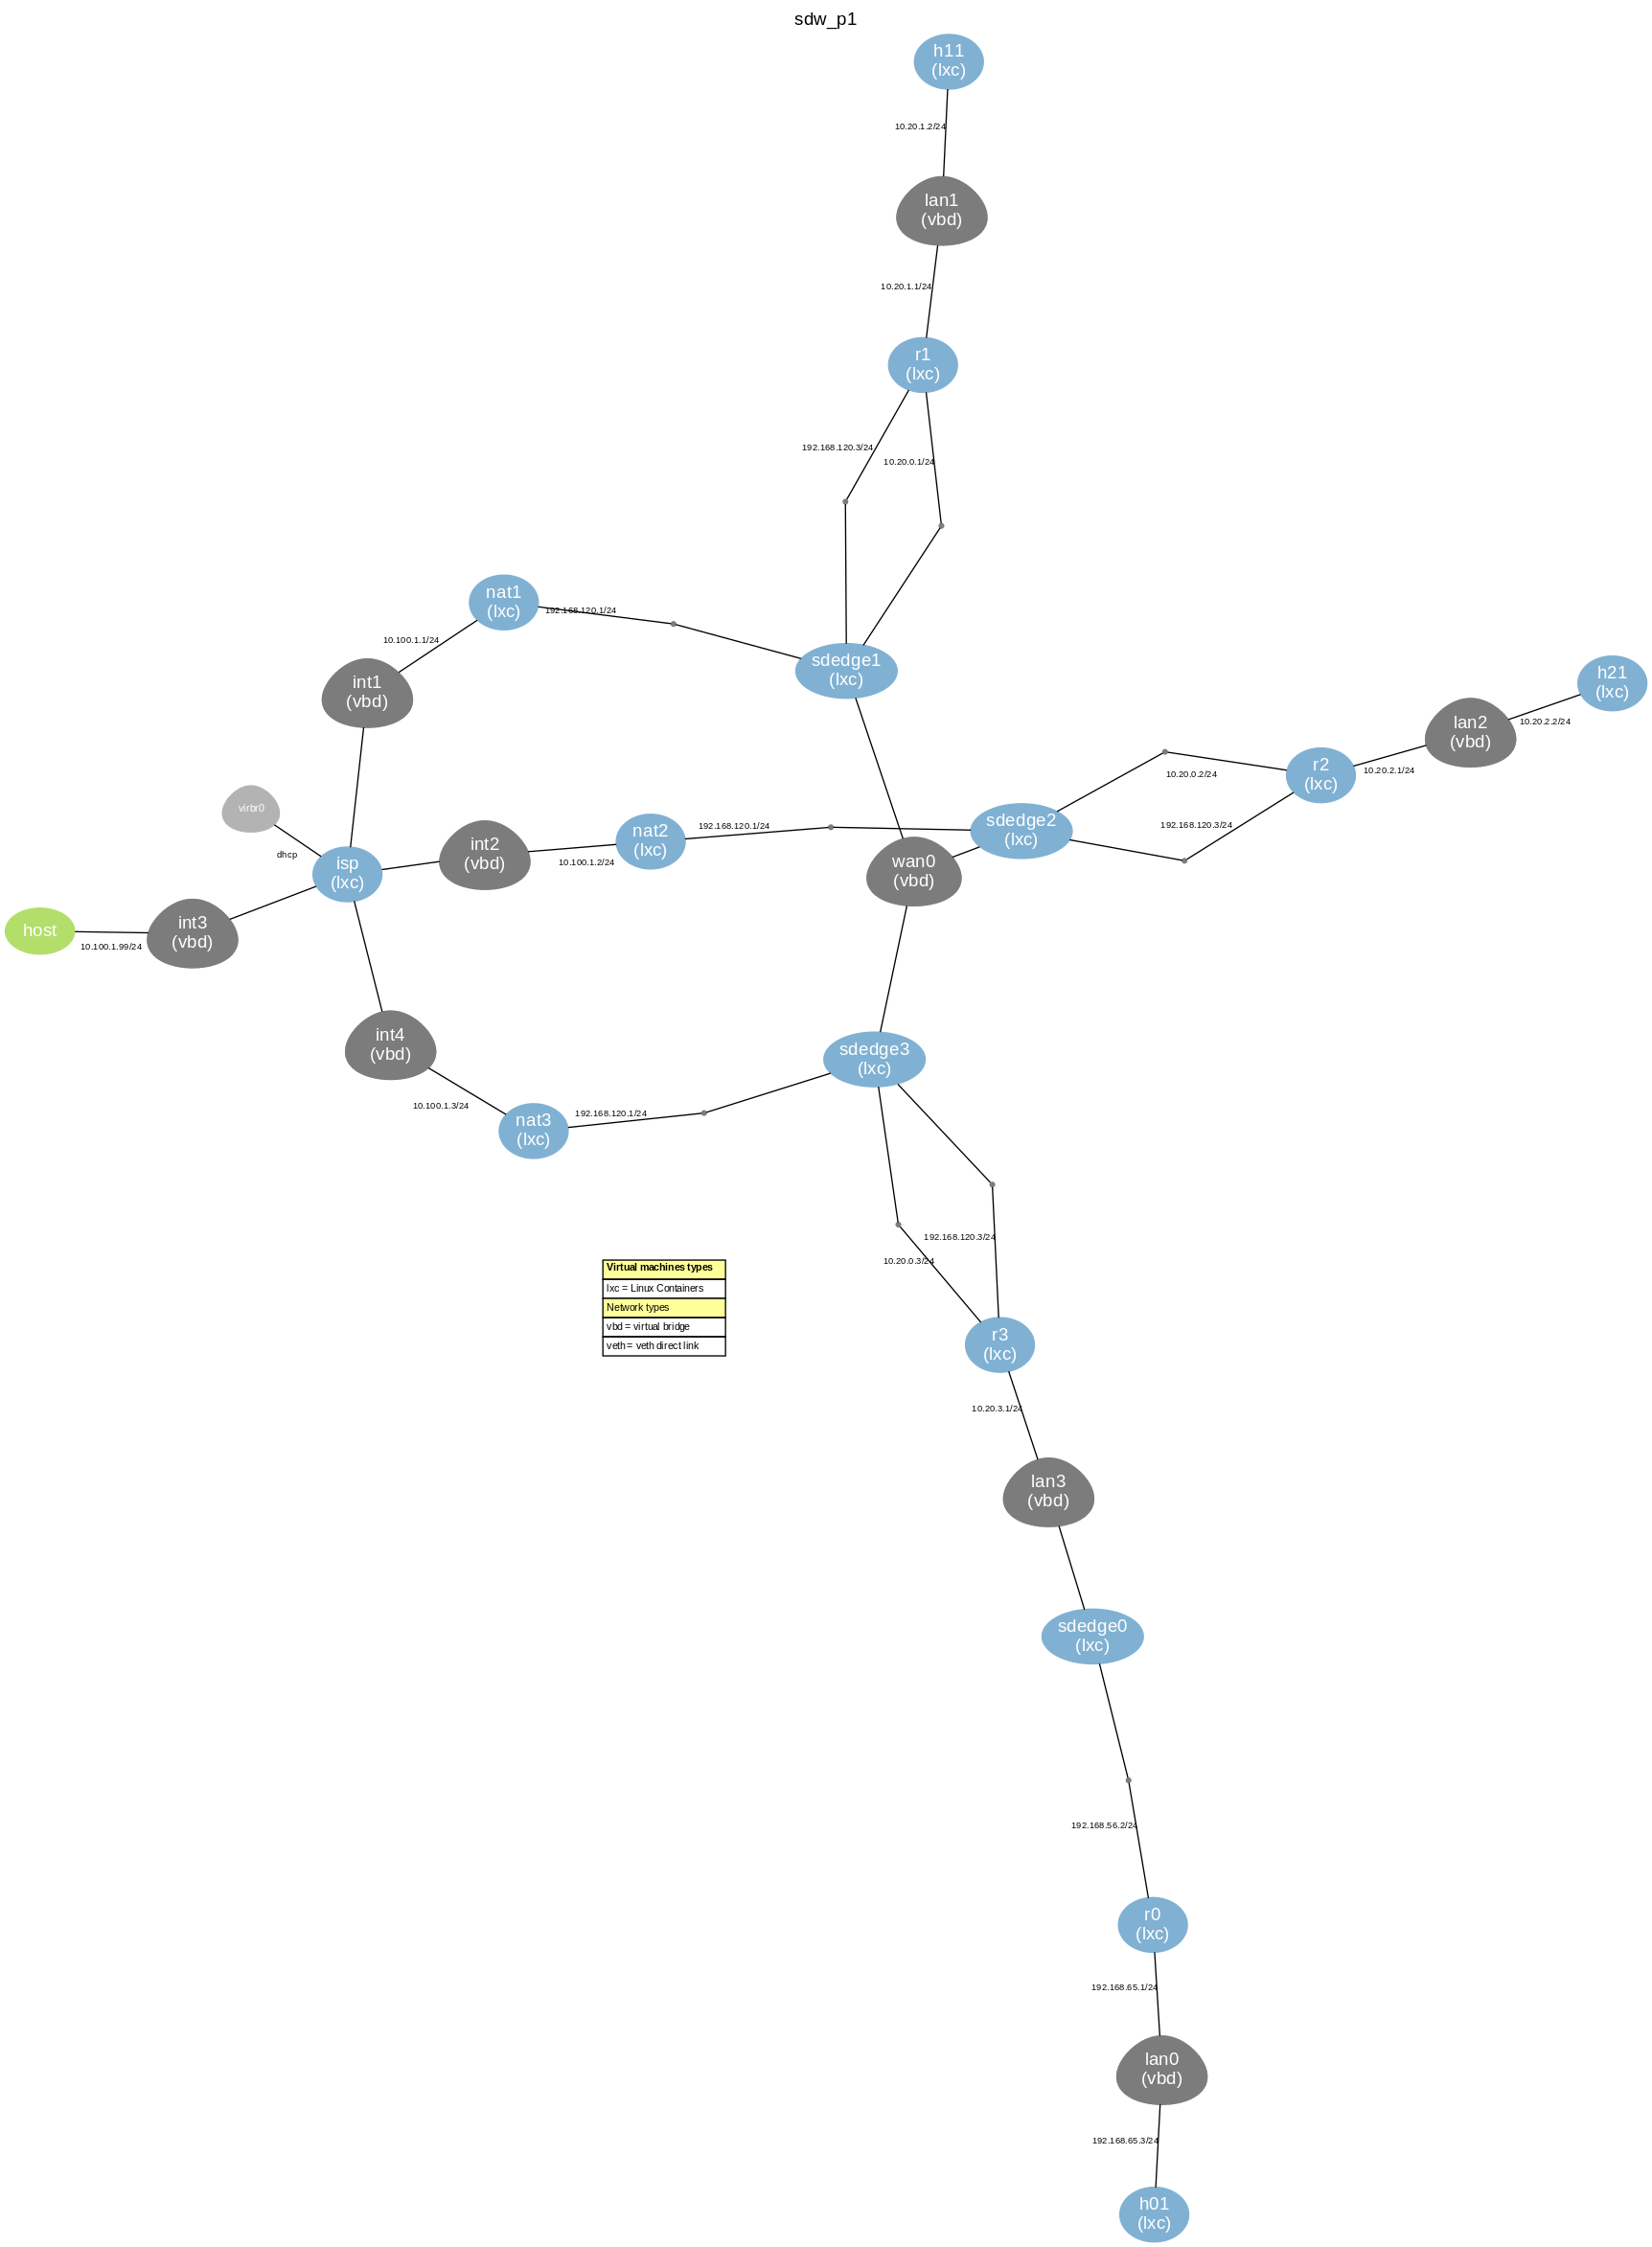 sdw_p1
h11
(lxc)
10.20.1.2/24
lan1
(vbd)
10.20.1.1/24
r1
(lxc)
192.168.120.3/24
10.20.0.1/24
nat1
(lxc)
192.168.120.1/24
10.100.1.1/24
sdedge1
(lxc)
int1
(vbd)
h21
(lxc)
10.20.2.2/24
lan2
(vbd)
10.20.2.1/24
r2
(lxc)
10.20.0.2/24
192.168.120.3/24
virbr0
dhcp
isp
(lxc)
int2
(vbd)
10.100.1.2/24
nat2
(lxc)
192.168.120.1/24
sdedge2
(lxc)
wan0
(vbd)
host
10.100.1.99/24
int3
(vbd)
int4
(vbd)
10.100.1.3/24
nat3
(lxc)
192.168.120.1/24
sdedge3
(lxc)
192.168.120.3/24
10.20.0.3/24
Virtual machines types
lxc = Linux Containers
Network types
vbd = virtual bridge
veth = veth direct link
r3
(lxc)
10.20.3.1/24
lan3
(vbd)
sdedge0
(lxc)
192.168.56.2/24
r0
(lxc)
192.168.65.1/24
lan0
(vbd)
192.168.65.3/24
h01
(lxc)